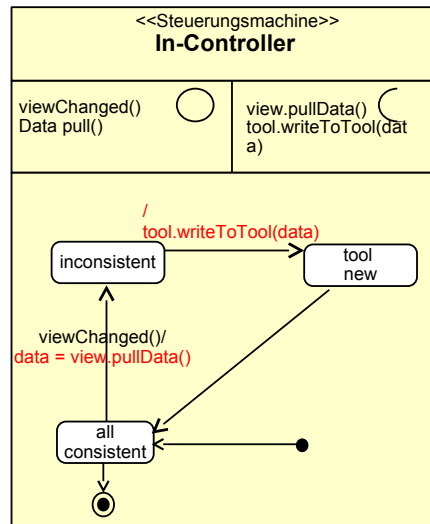 <<Steuerungsmachine>>
In-Controller
viewChanged()
Data pull()
view.pullData()
tool.writeToTool(dat
a)
/
tool.writeToTool(data)
inconsistent
tool
new
viewChanged()/
data = view.pullData()
all
consistent